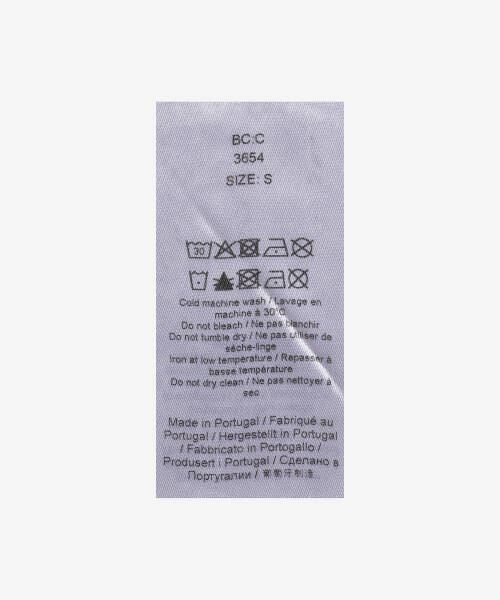 BC:C
3654
SIZE: S
30
Cold machine wash / Lavage en
machine à 30°C
Do not bleach / Ne pas blanchir
Do not tumble dry / Ne pas utiliser de
sèche-linge
Iron at low temperature / Repasser à
basse température
Do not dry clean / Ne pas nettoyer à
sec
Made in Portugal / Fabriqué au
Portugal / Hergestellt in Portugal
/ Fabbricato in Portogallo /
Produsert i Portugal / Сделано в
Португалии / 葡萄牙制造